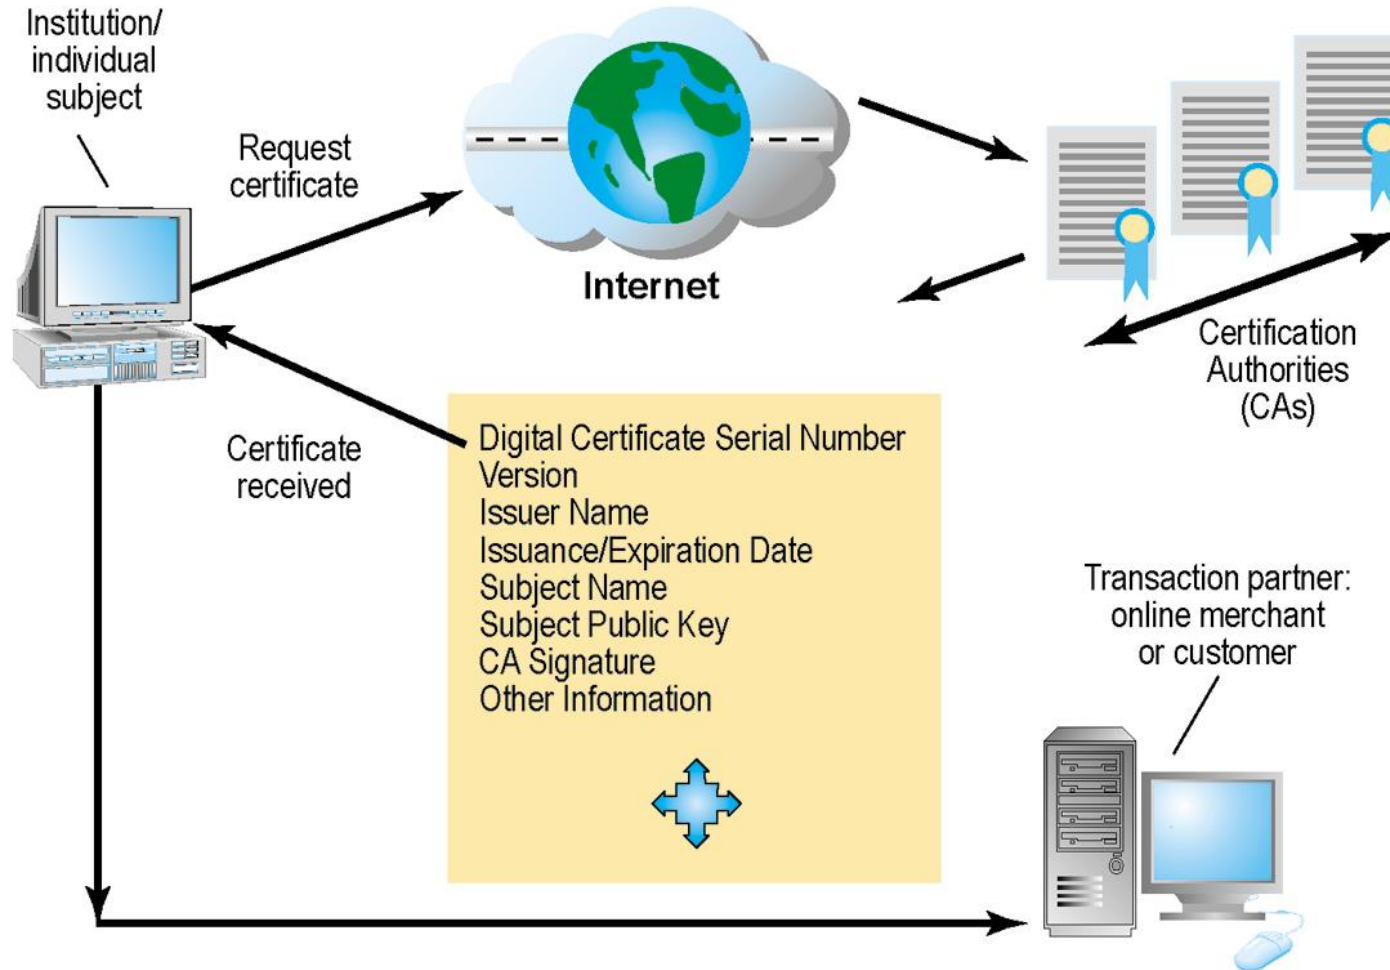 Institution/
individual
subject
Request
certificate
Internet
Certification
Authorities
(CAs)
Certificate
received
Digital Certificate Serial Number
Version
Issuer Name
Issuance/Expiration Date
Subject Name
Subject Public Key
CA Signature
Other Information
Transaction partner:
online merchant
or customer